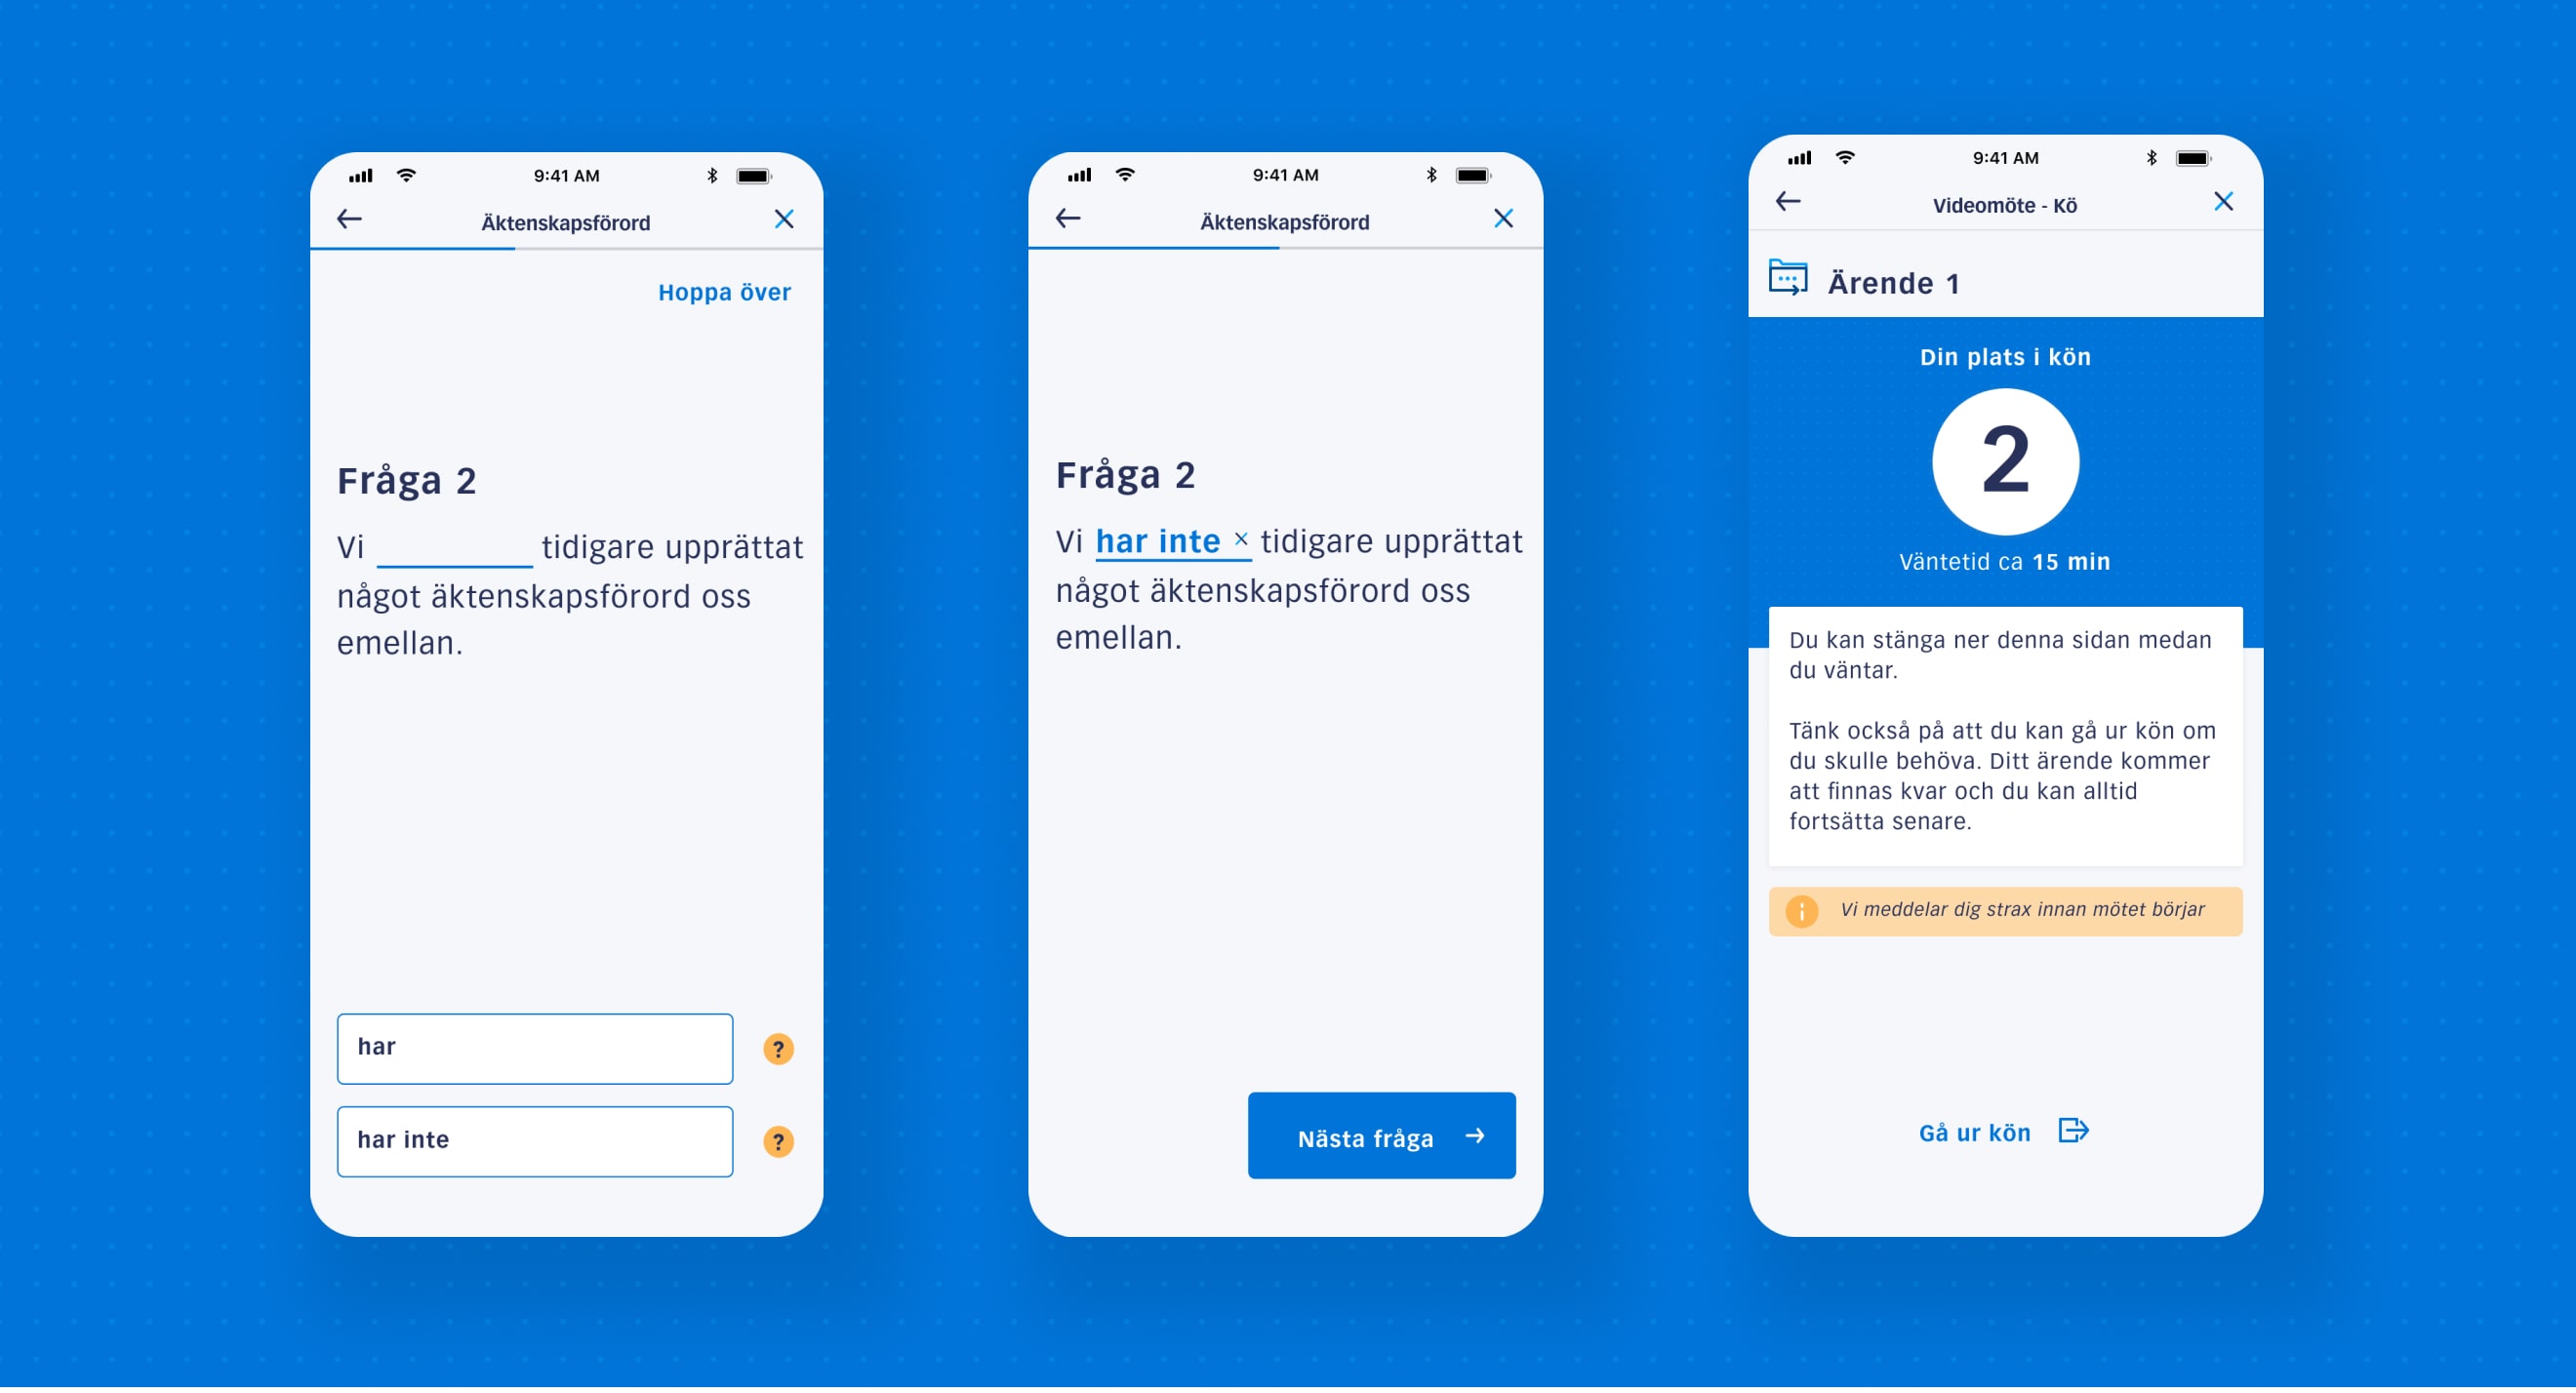 9:41 AM
Äktenskapsförord
Hoppa över
Fråga 2
Vi ________ tidigare upprättat
något äktenskapsförord oss
emellan.
har
?
har inte
?
9:41 AM
Äktenskapsförord
Fråga 2
Vi har inte × tidigare upprättat
något äktenskapsförord oss
emellan.
Nästa fråga →
9:41 AM
Videomöte - Kö
Ärende 1
Din plats i kön
2
Väntetid ca 15 min
Du kan stänga ner denna sidan medan
du väntar.
Tänk också på att du kan gå ur kön om
du skulle behöva. Ditt ärende kommer
att finnas kvar och du kan alltid
fortsätta senare.
Vi meddelar dig strax innan mötet börjar
Gå ur kön